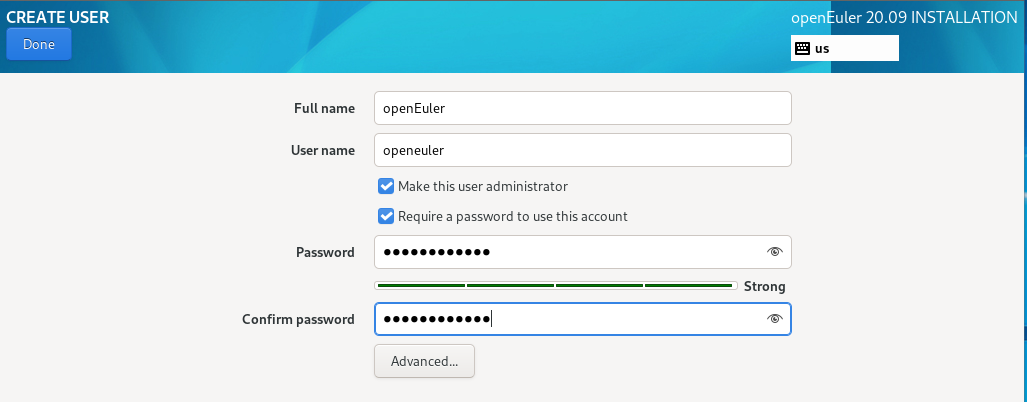 CREATE USER
openEuler 20.09 INSTALLATION
Done
us
Full name
openEuler
User name
openeuler
Make this user administrator
Require a password to use this account
Password
●●●●●●●●●●●●
Strong
Confirm password
●●●●●●●●●●●●
Advanced...